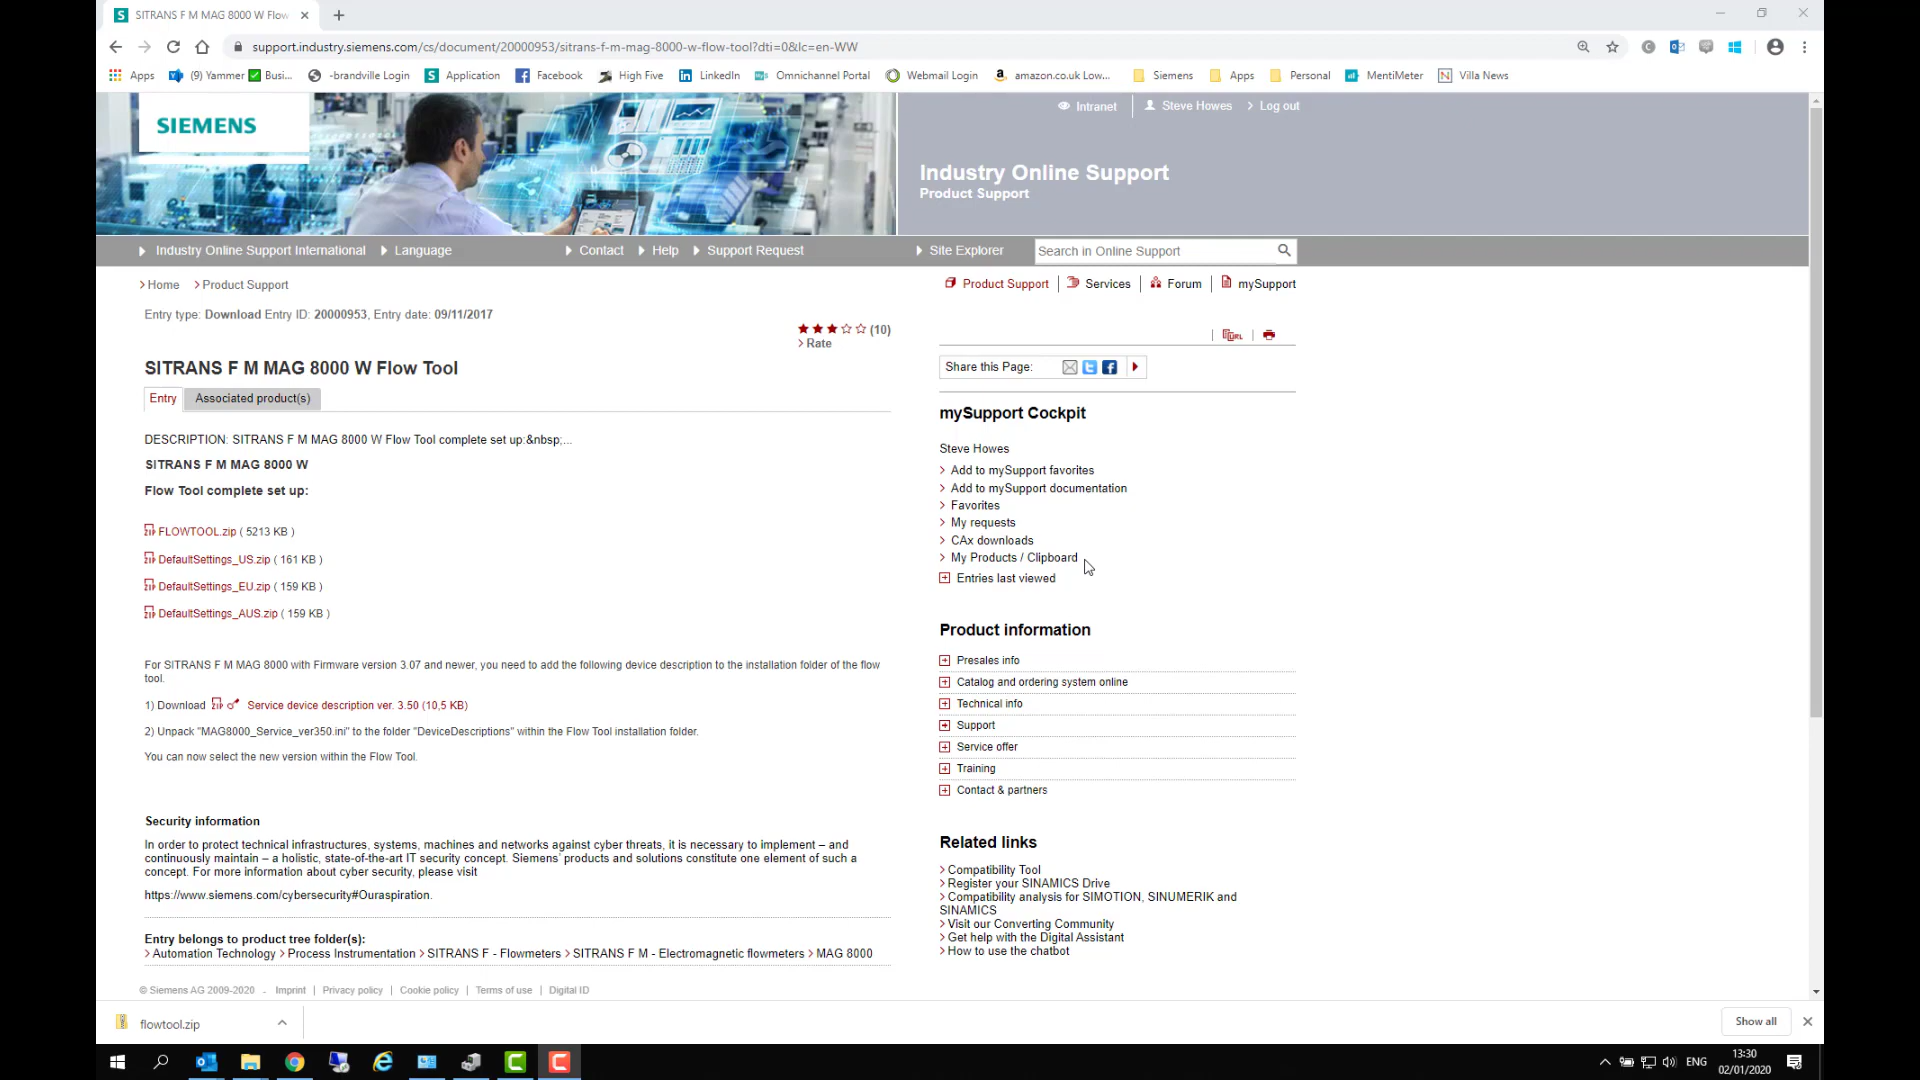 SITRANS F M MAG 8000 W Flow
support.industry.siemens.com/cs/document/20000953/sitrans-f-m-mag-8000-w-flow-tool?dti=0&lc=en-WW
Apps (9) Yammer Busi... -brandville Login Application Facebook High Five LinkedIn Omnichannel Portal Webmail Login amazon.co.uk Low... Siemens Apps Personal MentiMeter Villa News
SIEMENS
Intranet Steve Howes Log out
Industry Online Support
Product Support
Industry Online Support International Language Contact Help Support Request Site Explorer Search in Online Support
Home Product Support
Product Support Services Forum mySupport
Entry type: Download Entry ID: 20000953, Entry date: 09/11/2017
(10)
Rate
SITRANS F M MAG 8000 W Flow Tool
Entry Associated product(s)
DESCRIPTION: SITRANS F M MAG 8000 W Flow Tool complete set up:&nbsp;...
SITRANS F M MAG 8000 W
Flow Tool complete set up:
FLOWTOOL.zip ( 5213 KB )
DefaultSettings_US.zip ( 161 KB )
DefaultSettings_EU.zip ( 159 KB )
DefaultSettings_AUS.zip ( 159 KB )
For SITRANS F M MAG 8000 with Firmware version 3.07 and newer, you need to add the following device description to the installation folder of the flow
tool.
1) Download Service device description ver. 3.50 (10,5 KB)
2) Unpack "MAG8000_Service_ver350.ini" to the folder "DeviceDescriptions" within the Flow Tool installation folder.
You can now select the new version within the Flow Tool.
Security information
In order to protect technical infrastructures, systems, machines and networks against cyber threats, it is necessary to implement – and
continuously maintain – a holistic, state-of-the-art IT security concept. Siemens' products and solutions constitute one element of such a
concept. For more information about cyber security, please visit
https://www.siemens.com/cybersecurity#Ouraspiration.
Entry belongs to product tree folder(s):
Automation Technology Process Instrumentation SITRANS F - Flowmeters SITRANS F M - Electromagnetic flowmeters MAG 8000
© Siemens AG 2009-2020 - Imprint | Privacy policy | Cookie policy | Terms of use | Digital ID
URL
Share this Page:
mySupport Cockpit
Steve Howes
Add to mySupport favorites
Add to mySupport documentation
Favorites
My requests
CAx downloads
My Products / Clipboard
Entries last viewed
Product information
Presales info
Catalog and ordering system online
Technical info
Support
Service offer
Training
Contact & partners
Related links
Compatibility Tool
Register your SINAMICS Drive
Compatibility analysis for SIMOTION, SINUMERIK and
SINAMICS
Visit our Converting Community
Get help with the Digital Assistant
How to use the chatbot
flowtool.zip
Show all
ENG
13:30
02/01/2020